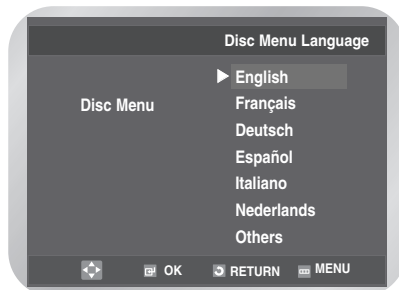 Disc Menu Language
English
Disc Menu
Français
Deutsch
Español
Italiano
Nederlands
Others
OK RETURN MENU